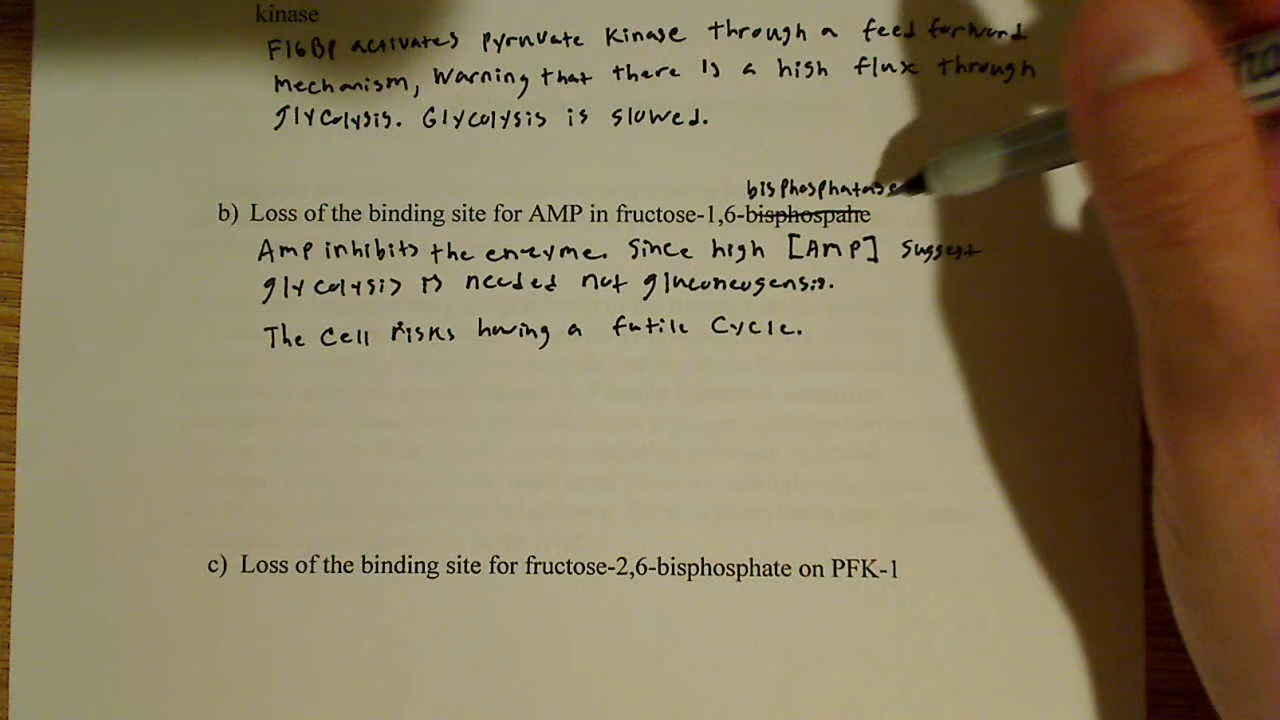 kinase
F16BP activates pyruvate kinase through a feed forward
mechanism, warning that there is a high flux through
glycolysis. Glycolysis is slowed.
bisphosphatase
b) Loss of the binding site for AMP in fructose-1,6-bisphospahe
Amp inhibits the enzyme. Since high [AMP] suggest
glycolysis is needed not gluconeogensis.
The cell risks having a futile cycle.
c) Loss of the binding site for fructose-2,6-bisphosphate on PFK-1